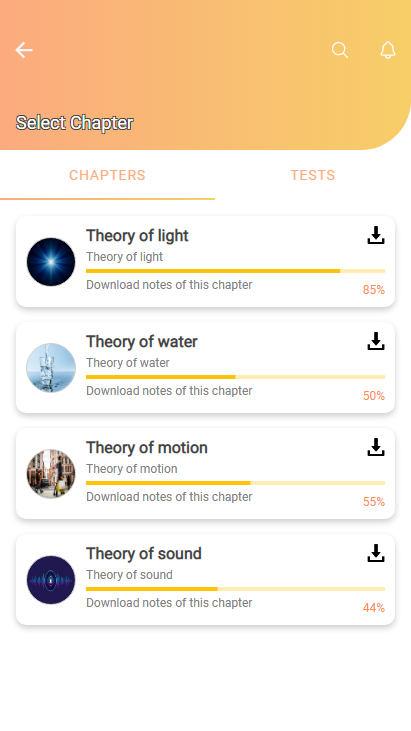 Select Chapter
CHAPTERS TESTS
Theory of light
Theory of light
Download notes of this chapter
85%
Theory of water
Theory of water
Download notes of this chapter
50%
Theory of motion
Theory of motion
Download notes of this chapter
55%
Theory of sound
Theory of sound
Download notes of this chapter
44%